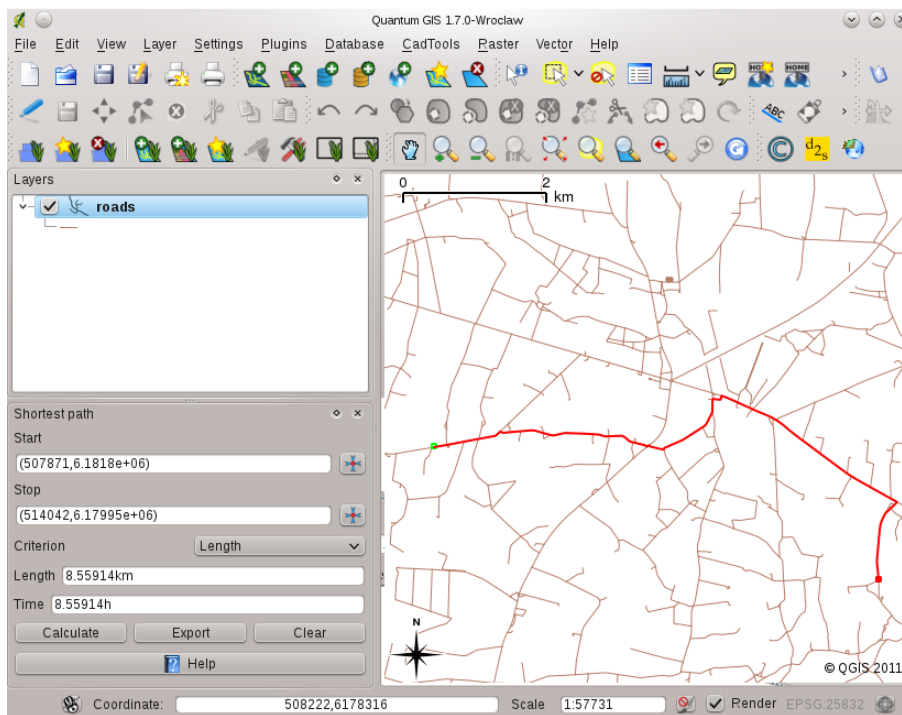 Quantum GIS 1.7.0-Wroclaw
File Edit View Layer Settings Plugins Database CadTools Raster Vector Help
HOME
ABC
d2s
Layers
roads
0 2
km
Shortest path
Start
(507871,6.1818e+06)
Stop
(514042,6.17995e+06)
Criterion Length
Length 8.55914km
Time 8.55914h
Calculate Export Clear
? Help
N
© QGIS 2011
Coordinate: 508222,6178316 Scale 1:57731 Render EPSG:25832